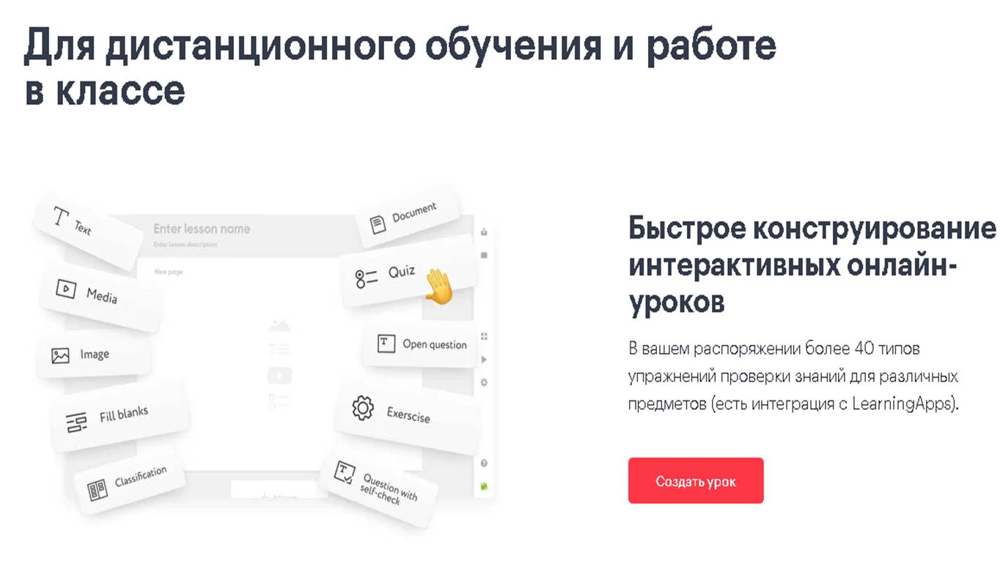 Для дистанционного обучения и работе
в классе
Text
Media
Image
Fill blanks
Classification
Enter lesson name
Enter lesson description
New page
Document
Quiz
Open question
Exerscise
Question with
self-check
Быстрое конструирование
интерактивных онлайн-
уроков
В вашем распоряжении более 40 типов
упражнений проверки знаний для различных
предметов (есть интеграция с LearningApps).
Создать урок